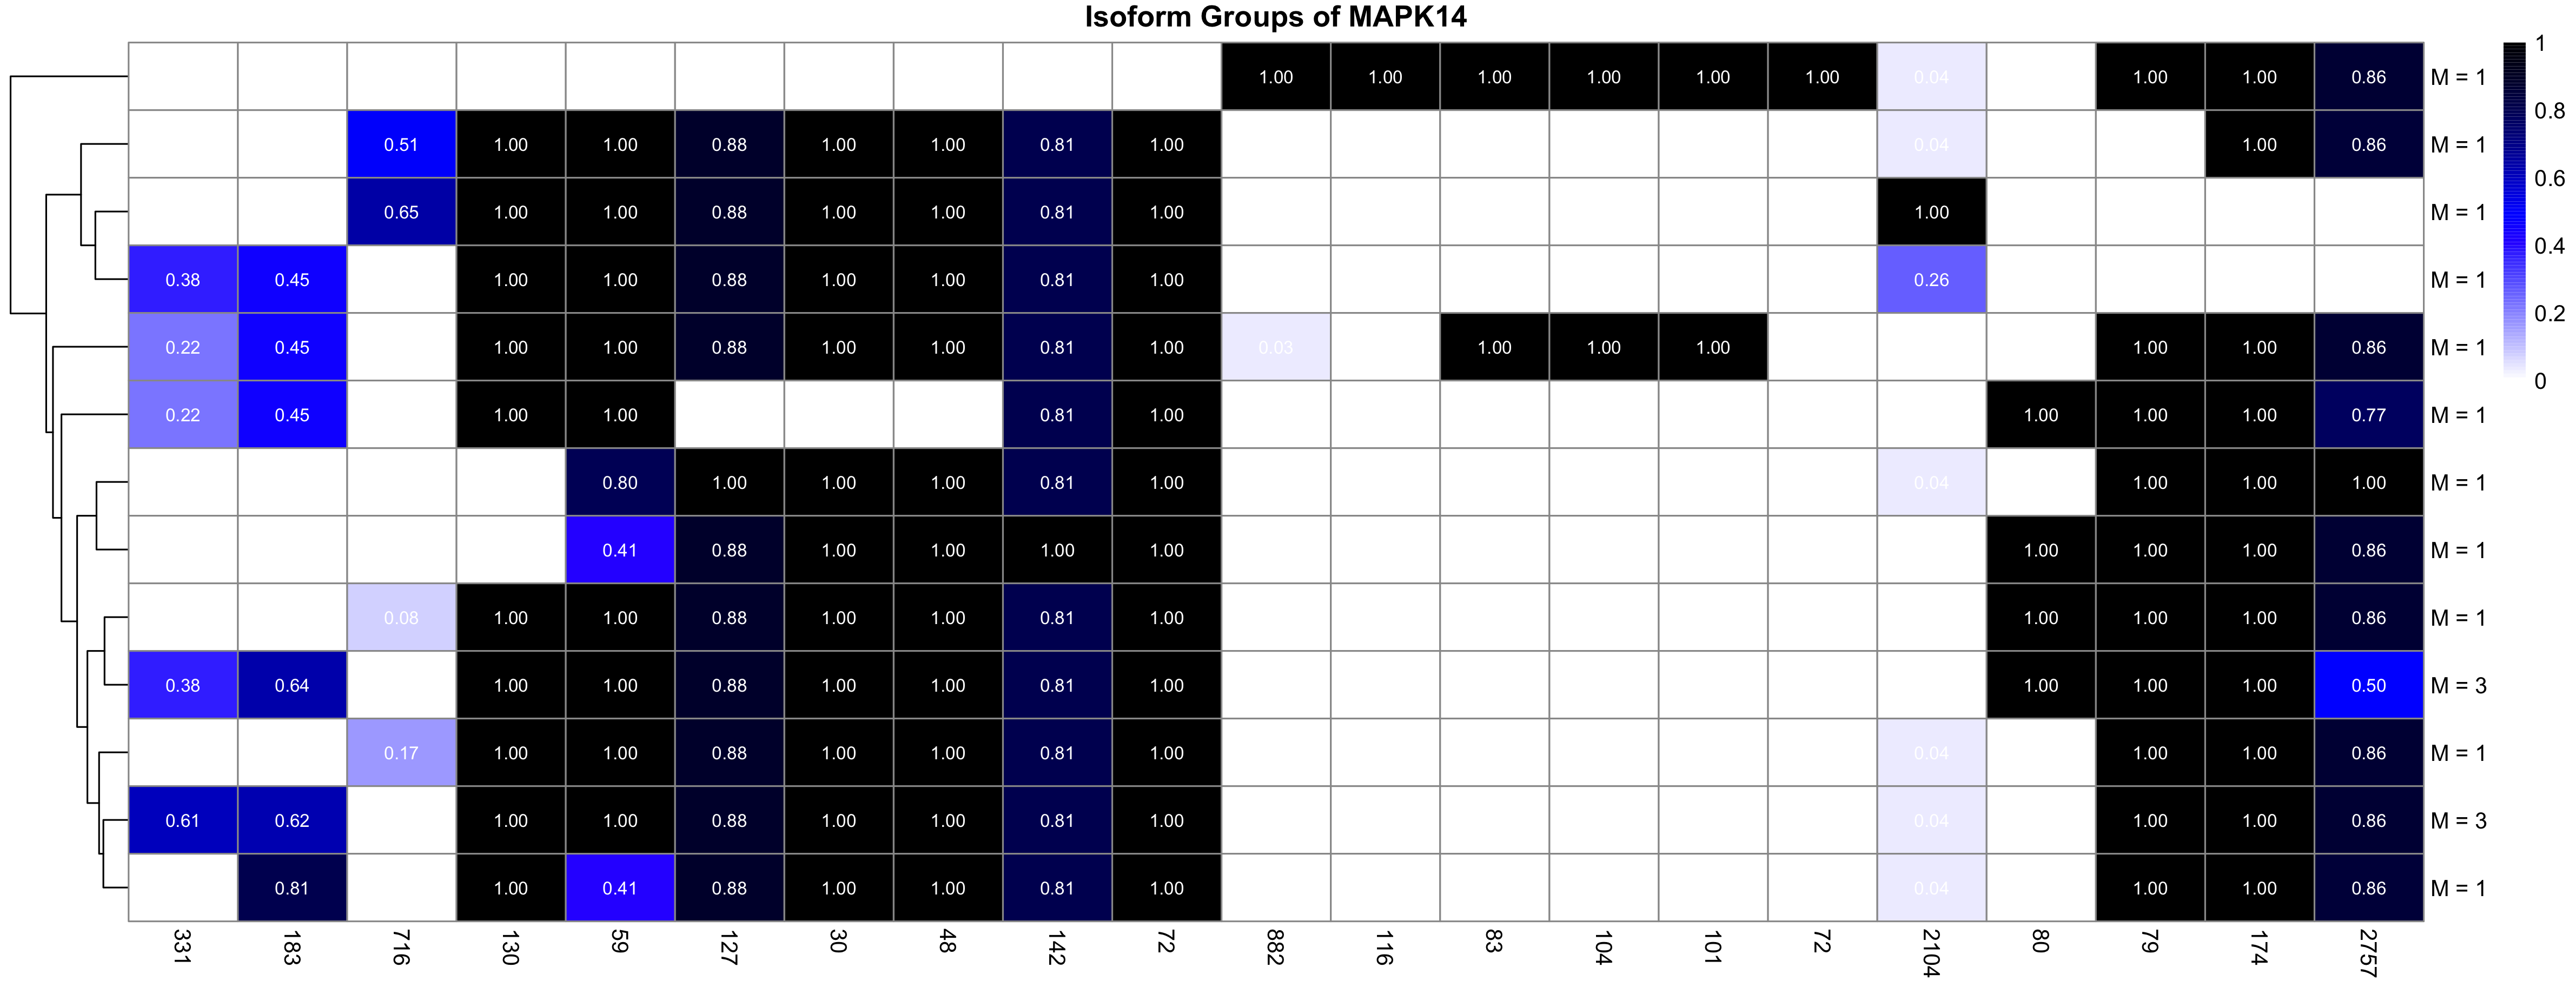 Isoform Groups of MAPK14
1.00 1.00 1.00 1.00 1.00 1.00 0.04 1.00 1.00 0.86 M = 1
0.51 1.00 1.00 0.88 1.00 1.00 0.81 1.00 0.04 1.00 0.86 M = 1
0.65 1.00 1.00 0.88 1.00 1.00 0.81 1.00 1.00 M = 1
0.38 0.45 1.00 1.00 0.88 1.00 1.00 0.81 1.00 0.26 M = 1
0.22 0.45 1.00 1.00 0.88 1.00 1.00 0.81 1.00 0.03 1.00 1.00 1.00 1.00 1.00 0.86 M = 1
0.22 0.45 1.00 1.00 0.81 1.00 1.00 1.00 1.00 0.77 M = 1
0.80 1.00 1.00 1.00 0.81 1.00 0.04 1.00 1.00 1.00 M = 1
0.41 0.88 1.00 1.00 1.00 1.00 1.00 1.00 1.00 0.86 M = 1
0.08 1.00 1.00 0.88 1.00 1.00 0.81 1.00 1.00 1.00 1.00 0.86 M = 1
0.38 0.64 1.00 1.00 0.88 1.00 1.00 0.81 1.00 1.00 1.00 1.00 0.50 M = 3
0.17 1.00 1.00 0.88 1.00 1.00 0.81 1.00 0.04 1.00 1.00 0.86 M = 1
0.61 0.62 1.00 1.00 0.88 1.00 1.00 0.81 1.00 0.04 1.00 1.00 0.86 M = 3
0.81 1.00 0.41 0.88 1.00 1.00 0.81 1.00 0.04 1.00 1.00 0.86 M = 1
331 183 716 130 59 127 30 48 142 72 882 116 83 104 101 72 2104 80 79 174 2757
1
0.8
0.6
0.4
0.2
0